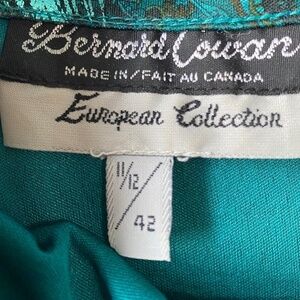 Bernard Cowan
MADE IN/FAIT AU CANADA
European Collection
11/12
42